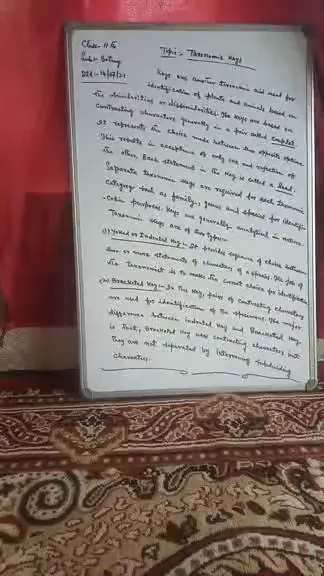 Class - 11th
Sub :- Botany
Topic :- Taxonomic Keys
Keys are another taxonomic aid used for
identification of plants and animals based on
the similarities or dissimilarities. The keys are based on
contrasting characters generally in a pair called couplet.
It represents the choice made between two opposite options.
This results in acceptance of only one and rejection of
the other. Each statement in the key is called a lead.
Separate taxonomic keys are required for each taxonomic
category such as family, genus and species for identifi
-cation purposes. Keys are generally analytical in nature.
Taxonomic Keys are of two types:-
(i) Yoked or Indented Key :- It provides sequence of choice between
two or more statements of characters of a species. The job of
the Taxonomist is to make the correct choice for identification.
(ii) Bracketed Key :- In this key, pairs of contrasting characters
are used for identification of the specimens. The major
difference between indented key and Bracketed key
is that, Bracketed key uses contrasting characters but
they are not separated by intervening subdividing
characters.